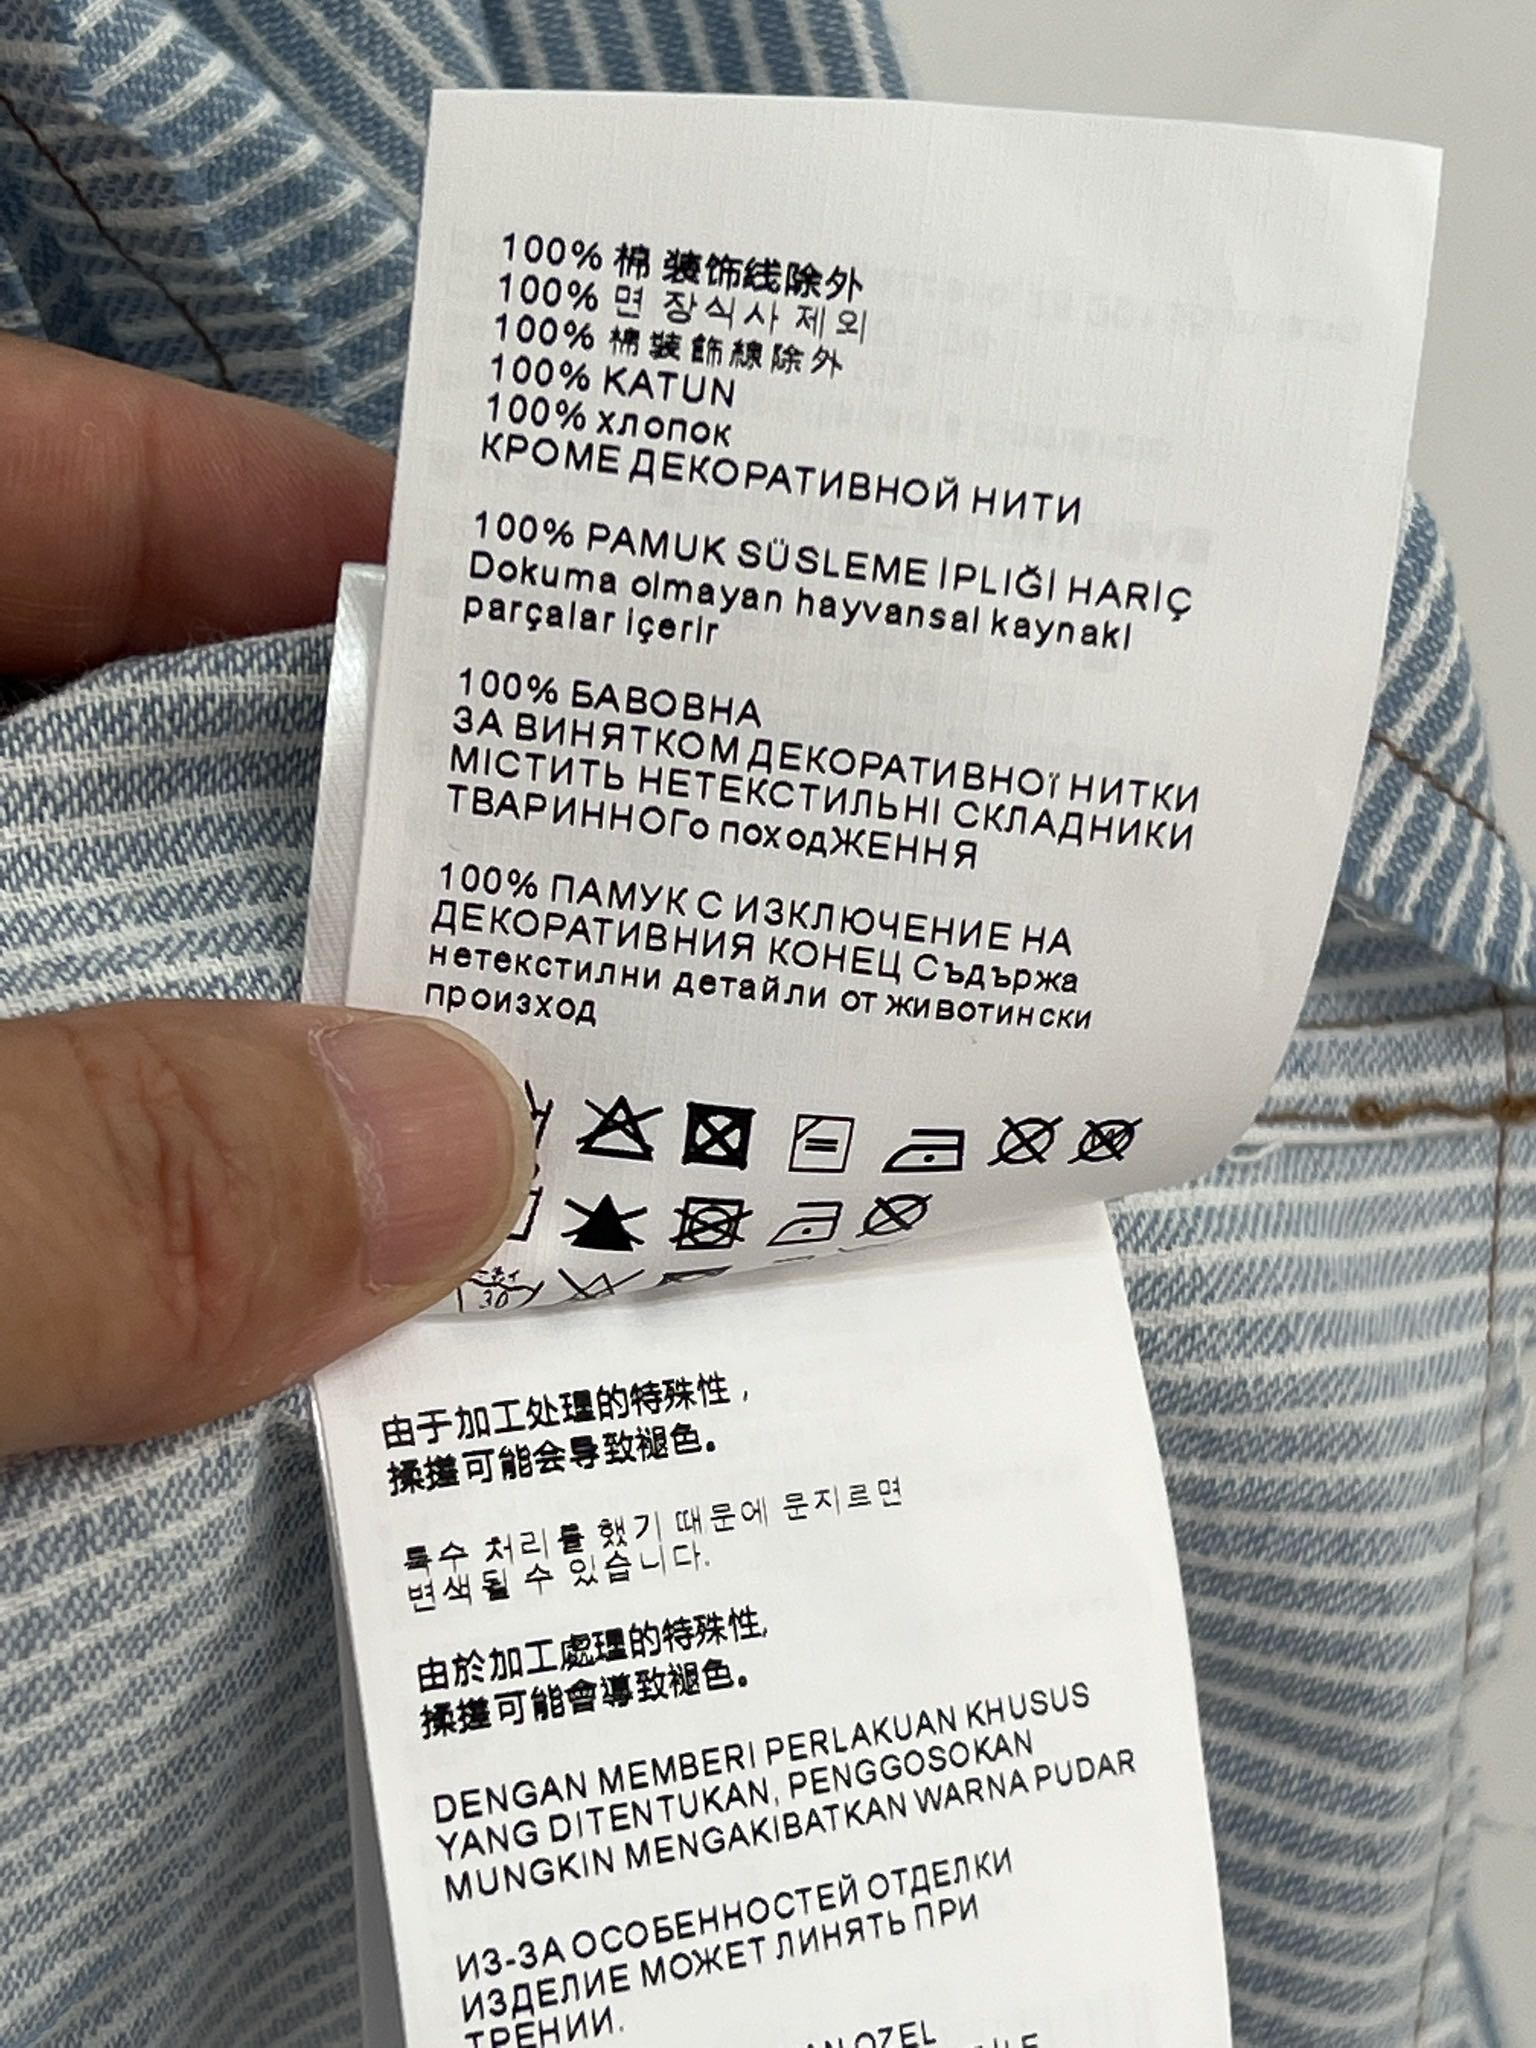 100% 棉 装饰线除外
100% 면 장식사 제외
100% 棉裝飾線除外
100% KATUN
100% хлопок
КРОМЕ ДЕКОРАТИВНОЙ НИТИ
100% PAMUK SÜSLEME İPLIĞİ HARİÇ
Dokuma olmayan hayvansal kaynakl
parçalar içerir
100% БАВОВНА
ЗА ВИНЯТКОМ ДЕКОРАТИВНОї НИТКИ
МІСТИТЬ НЕТЕКСТИЛЬНІ СКЛАДНИКИ
ТВАРИННОГо походЖЕННЯ
100% ПАМУК С ИЗКЛЮЧЕНИЕ НА
ДЕКОРАТИВНИЯ КОНЕЦ Съдържа
нетекстилни детайли от животински
произход
30
由于加工处理的特殊性,
揉搓可能会导致褪色。
특수 처리를 했기 때문에 문지르면
변색될 수 있습니다.
由於加工處理的特殊性,
揉搓可能會導致褪色。
DENGAN MEMBERI PERLAKUAN KHUSUS
YANG DITENTUKAN, PENGGOSOKAN
MUNGKIN MENGAKIBATKAN WARNA PUDAR
ИЗ-ЗА ОСОБЕННОСТЕЙ ОТДЕЛКИ
ИЗДЕЛИЕ МОЖЕТ ЛИНЯТЬ ПРИ
ТРЕНИИ.